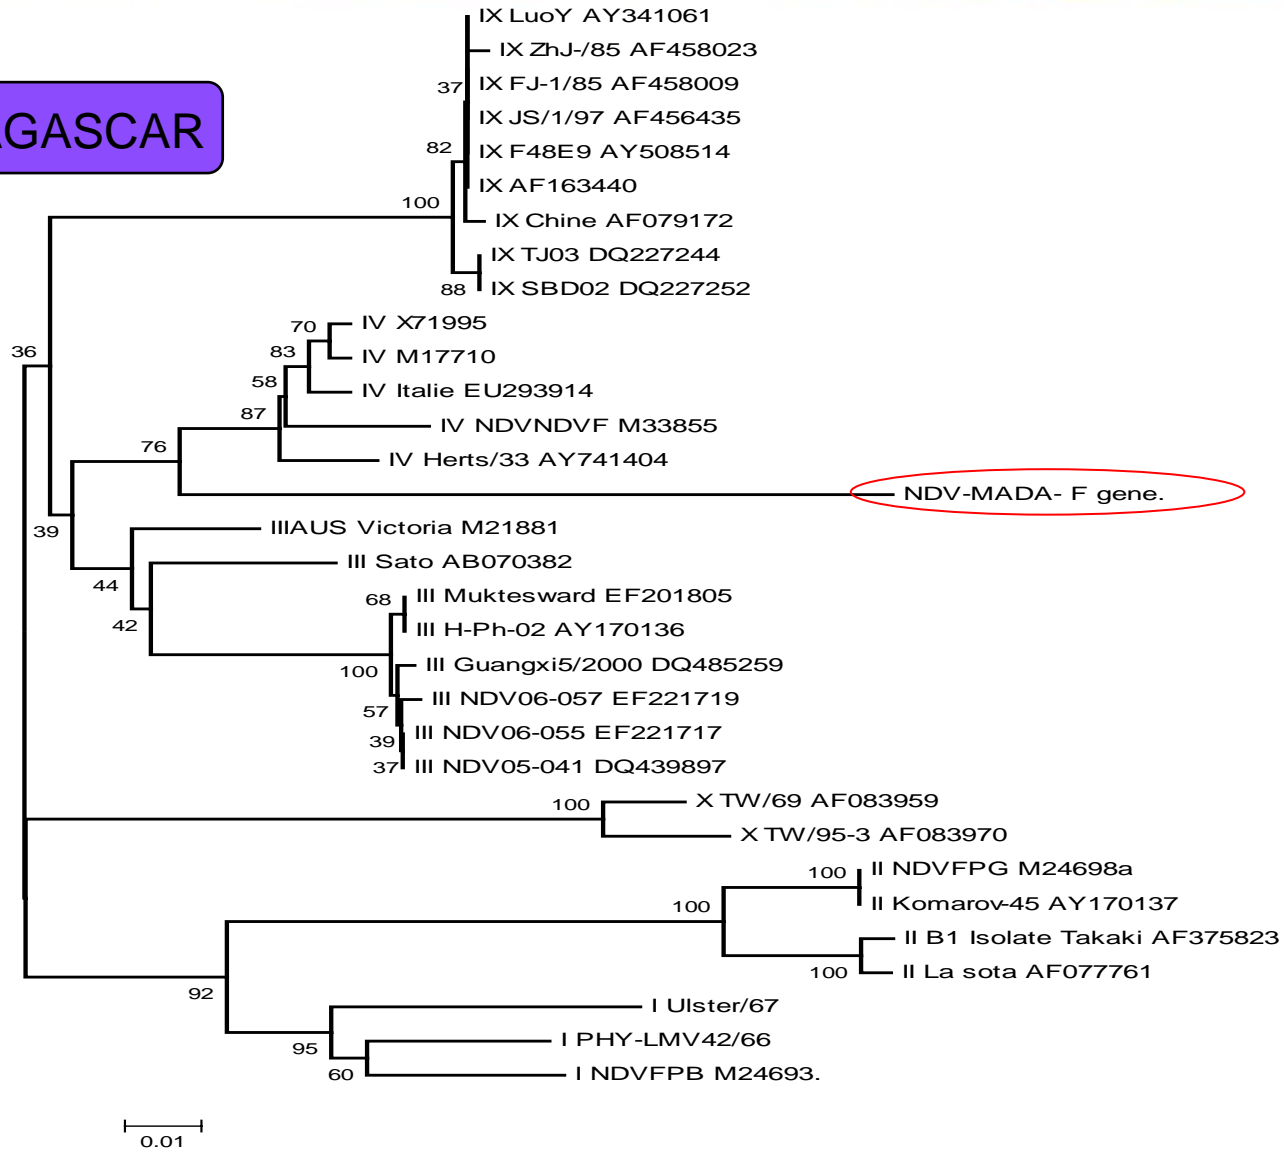 IX LuoY AY341061
IX ZhJ-/85 AF458023
37
IX FJ-1/85 AF458009
AGASCAR
IX JS/1/97 AF456435
82
IX F48E9 AY508514
IX AF163440
100
IX Chine AF079172
IX TJ03 DQ227244
88
IX SBD02 DQ227252
70
IV X71995
36
83
IV M17710
58
IV Italie EU293914
87
IV NDVNDVF M33855
76
IV Herts/33 AY741404
NDV-MADA- F gene.
39
IIIAUS Victoria M21881
44
III Sato AB070382
68
III Muktesward EF201805
42
III H-Ph-02 AY170136
100
III Guangxi5/2000 DQ485259
57
III NDV06-057 EF221719
39
III NDV06-055 EF221717
37
III NDV05-041 DQ439897
100
X TW/69 AF083959
X TW/95-3 AF083970
100
II NDVFPG M24698a
100
II Komarov-45 AY170137
II B1 Isolate Takaki AF375823
100
II La sota AF077761
92
I Ulster/67
95
I PHY-LMV42/66
60
I NDVFPB M24693.
0.01